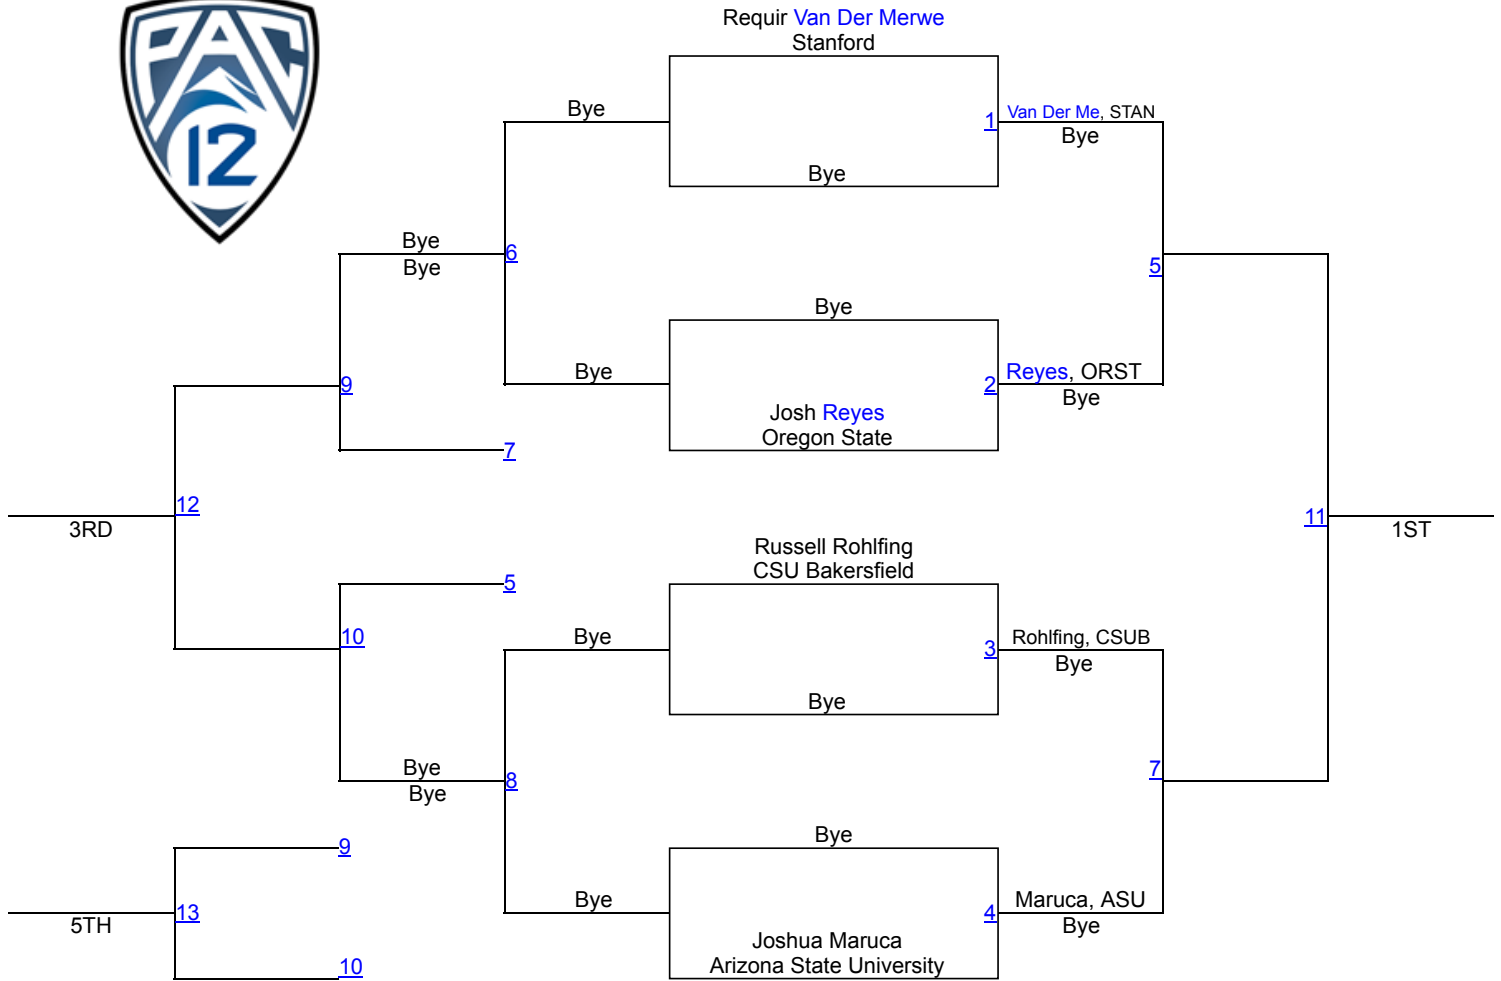 PAC
12
Requir Van Der Merwe
Stanford
Bye
1
Van Der Me, STAN
Bye
Bye
Bye
6
Bye
Bye
5
Bye
Bye
2
Reyes, ORST
Bye
Josh Reyes
Oregon State
9
7
12
3RD
11
1ST
Russell Rohlfing
CSU Bakersfield
5
10
Bye
3
Rohlfing, CSUB
Bye
Bye
Bye
Bye
8
7
Bye
9
Bye
4
Maruca, ASU
Bye
13
5TH
Joshua Maruca
Arizona State University
10